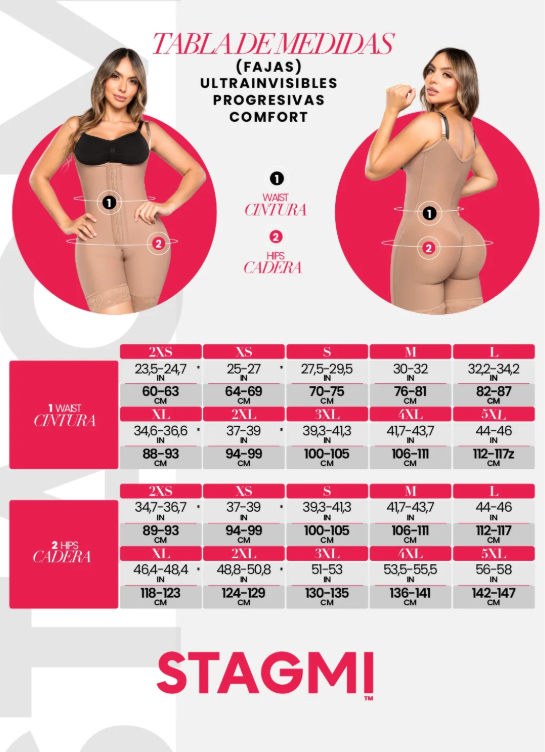 TABLA DE MEDIDAS
(FAJAS)
ULTRAINVISIBLES
PROGRESIVAS
COMFORT
1
WAIST
CINTURA
2
HIPS
CADERA
1
2
1
2
1 WAIST
CINTURA
2XS XS S M L
23,5-24,7 * 25-27 * 27,5-29,5 30-32 32,2-34,2
IN IN IN IN IN
60-63 64-69 70-75 76-81 82-87
CM CM CM CM CM
XL 2XL 3XL 4XL 5XL
34,6-36,6 * 37-39 * 39,3-41,3 41,7-43,7 44-46
IN IN IN IN IN
88-93 94-99 100-105 106-111 112-117z
CM CM CM CM CM
2 HIPS
CADERA
2XS XS S M L
34,7-36,7 * 37-39 * 39,3-41,3 41,7-43,7 44-46
IN IN IN IN IN
89-93 94-99 100-105 106-111 112-117
CM CM CM CM CM
XL 2XL 3XL 4XL 5XL
46,4-48,4 * 48,8-50,8 * 51-53 53,5-55,5 56-58
IN IN IN IN IN
118-123 124-129 130-135 136-141 142-147
CM CM CM CM CM
STAGMI
TM